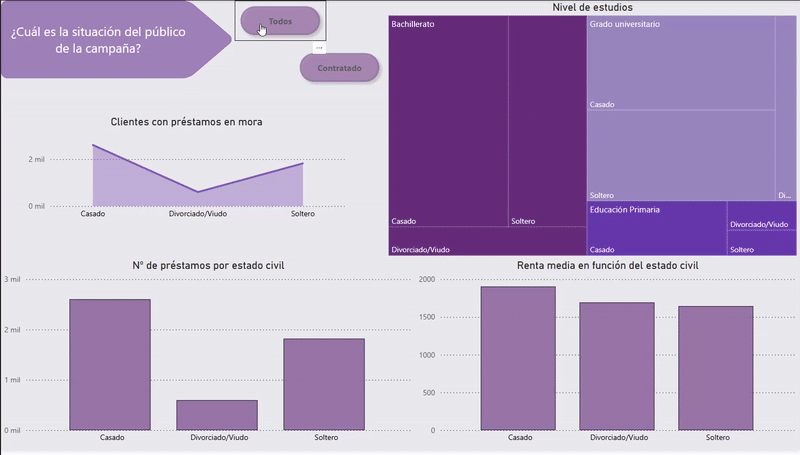 ¿Cuál es la situación del público
de la campaña?
Todos
→
Contratado
Clientes con préstamos en mora
2 mil
0 mil
Casado
Divorciado/Viudo
Soltero
Nivel de estudios
Bachillerato
Casado
Soltero
Divorciado/Viudo
Grado universitario
Casado
Soltero
Di...
Educación Primaria
Casado
Divorciado/Viudo
Soltero
Nº de préstamos por estado civil
3 mil
2 mil
1 mil
0 mil
Casado
Divorciado/Viudo
Soltero
Renta media en función del estado civil
2000
1500
1000
500
0
Casado
Divorciado/Viudo
Soltero